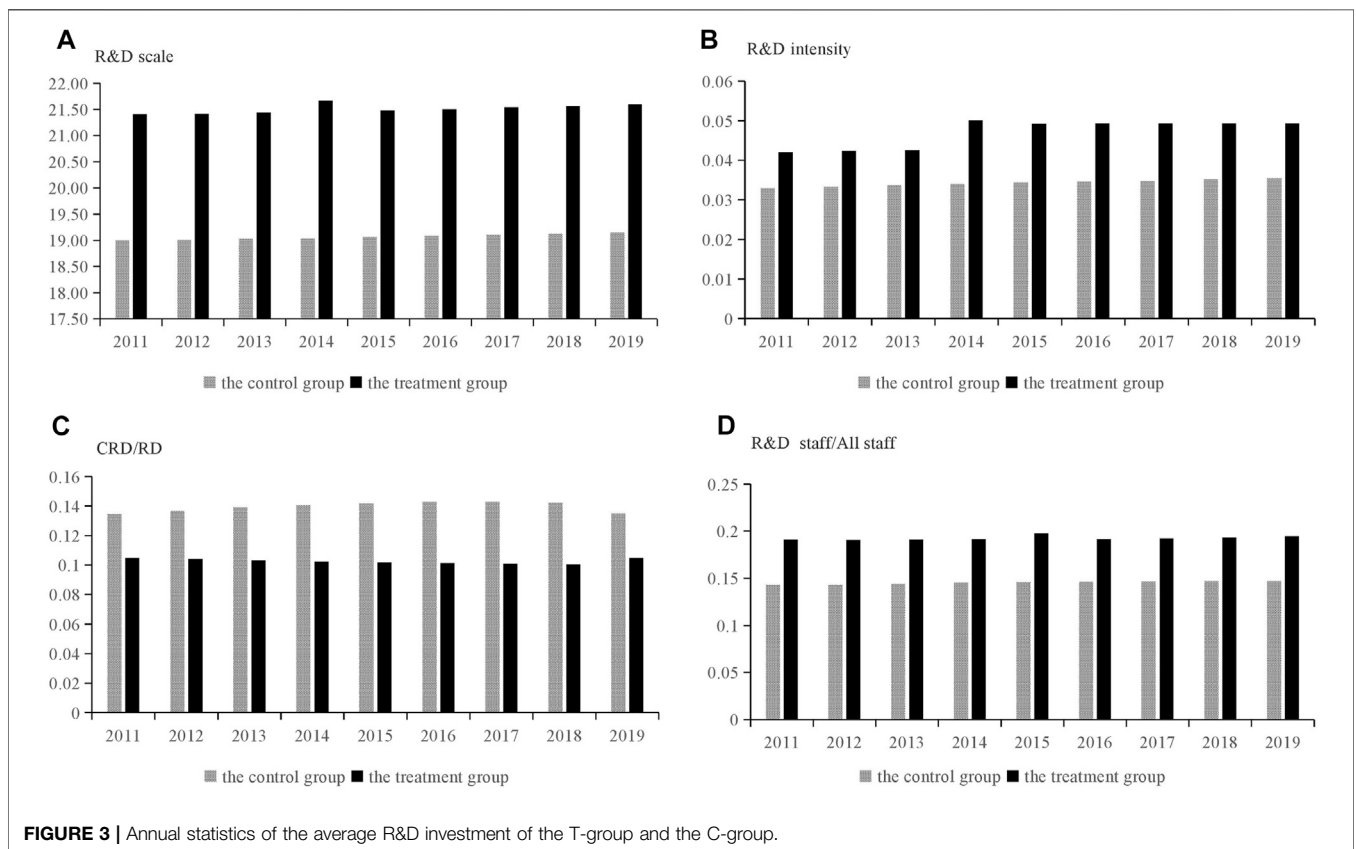 A
R&D scale
22.00
21.50
21.00
20.50
20.00
19.50
19.00
18.50
18.00
17.50
2011 2012 2013 2014 2015 2016 2017 2018 2019
the control group the treatment group
B
R&D intensity
0.06
0.05
0.04
0.03
0.02
0.01
0
2011 2012 2013 2014 2015 2016 2017 2018 2019
the control group the treatment group
C
CRD/RD
0.16
0.14
0.12
0.1
0.08
0.06
0.04
0.02
0
2011 2012 2013 2014 2015 2016 2017 2018 2019
the control group the treatment group
D
R&D staff/All staff
0.25
0.2
0.15
0.1
0.05
0
2011 2012 2013 2014 2015 2016 2017 2018 2019
the control group the treatment group
FIGURE 3 | Annual statistics of the average R&D investment of the T-group and the C-group.